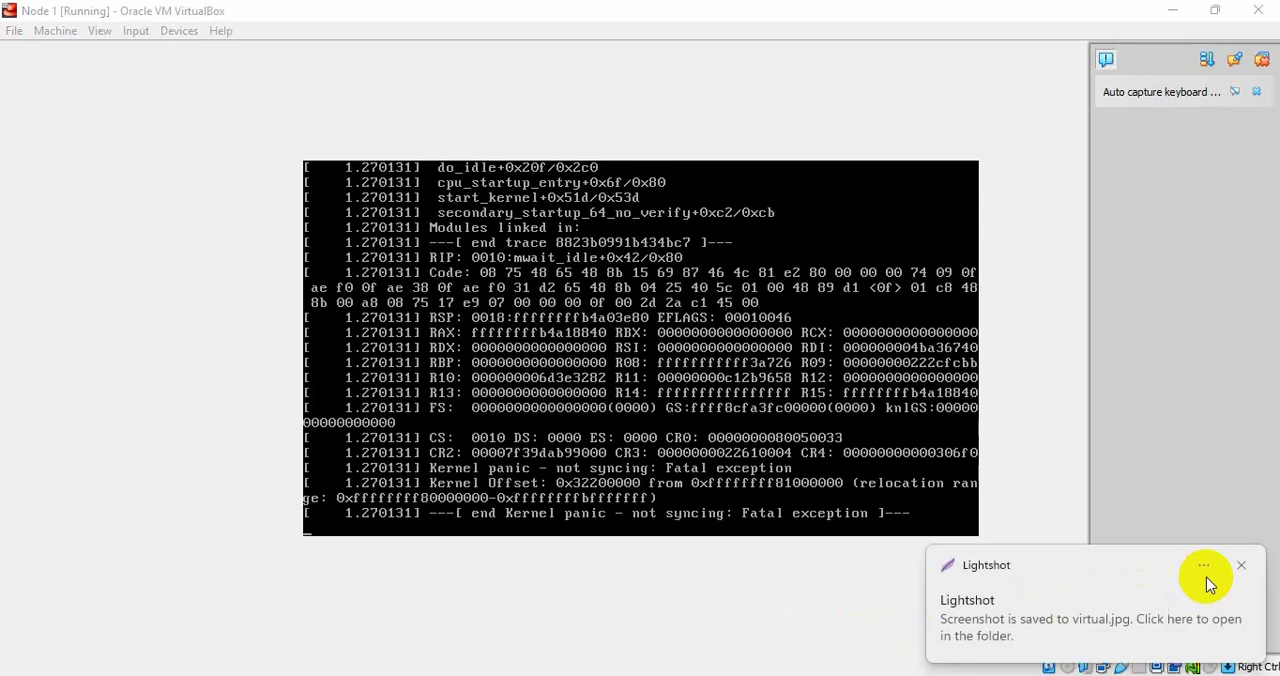 Node 1 [Running] - Oracle VM VirtualBox
File Machine View Input Devices Help
Auto capture keyboard ...
[    1.270131]  do_idle+0x20f/0x2c0
[    1.270131]  cpu_startup_entry+0x6f/0x80
[    1.270131]  start_kernel+0x51d/0x53d
[    1.270131]  secondary_startup_64_no_verify+0xc2/0xcb
[    1.270131] Modules linked in:
[    1.270131] ---[ end trace 8823b0991b434bc7 ]---
[    1.270131] RIP: 0010:mwait_idle+0x42/0x80
[    1.270131] Code: 08 75 48 65 48 8b 15 69 87 46 4c 81 e2 80 00 00 00 74 09 0f
ae f0 0f ae 38 0f ae f0 31 d2 65 48 8b 04 25 40 5c 01 00 48 89 d1 <0f> 01 c8 48
8b 00 a8 08 75 17 e9 07 00 00 00 0f 00 2d 2a c1 45 00
[    1.270131] RSP: 0018:ffffffffb4a03e80 EFLAGS: 00010046
[    1.270131] RAX: ffffffffb4a18840 RBX: 0000000000000000 RCX: 0000000000000000
[    1.270131] RDX: 0000000000000000 RSI: 0000000000000000 RDI: 000000004ba36740
[    1.270131] RBP: 0000000000000000 R08: fffffffffff3a726 R09: 00000000222cfcbb
[    1.270131] R10: 000000006d3e3282 R11: 00000000c12b9658 R12: 0000000000000000
[    1.270131] R13: 0000000000000000 R14: ffffffffffffffff R15: ffffffffb4a18840
[    1.270131] FS:  0000000000000000(0000) GS:ffff8cfa3fc00000(0000) knlGS:00000
00000000000
[    1.270131] CS:  0010 DS: 0000 ES: 0000 CR0: 0000000080050033
[    1.270131] CR2: 00007f39dab99000 CR3: 0000000022610004 CR4: 00000000000306f0
[    1.270131] Kernel panic - not syncing: Fatal exception
[    1.270131] Kernel Offset: 0x32200000 from 0xffffffff81000000 (relocation ran
ge: 0xffffffff80000000-0xffffffffbfffffff)
[    1.270131] ---[ end Kernel panic - not syncing: Fatal exception ]---
Lightshot
Lightshot
Screenshot is saved to virtual.jpg. Click here to open
in the folder.
Right Ctrl